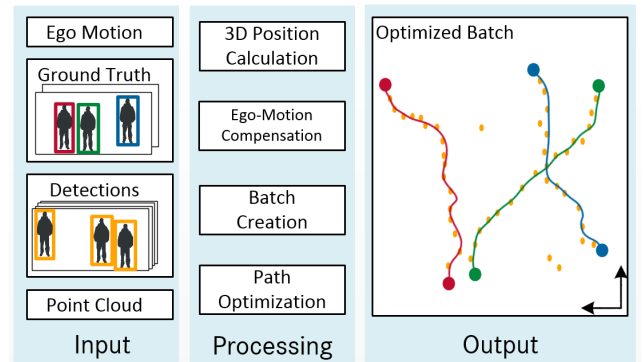 Ego Motion
Ground Truth
Detections
Point Cloud
Input
3D Position
Calculation
Ego-Motion
Compensation
Batch
Creation
Path
Optimization
Processing
Optimized Batch
Output